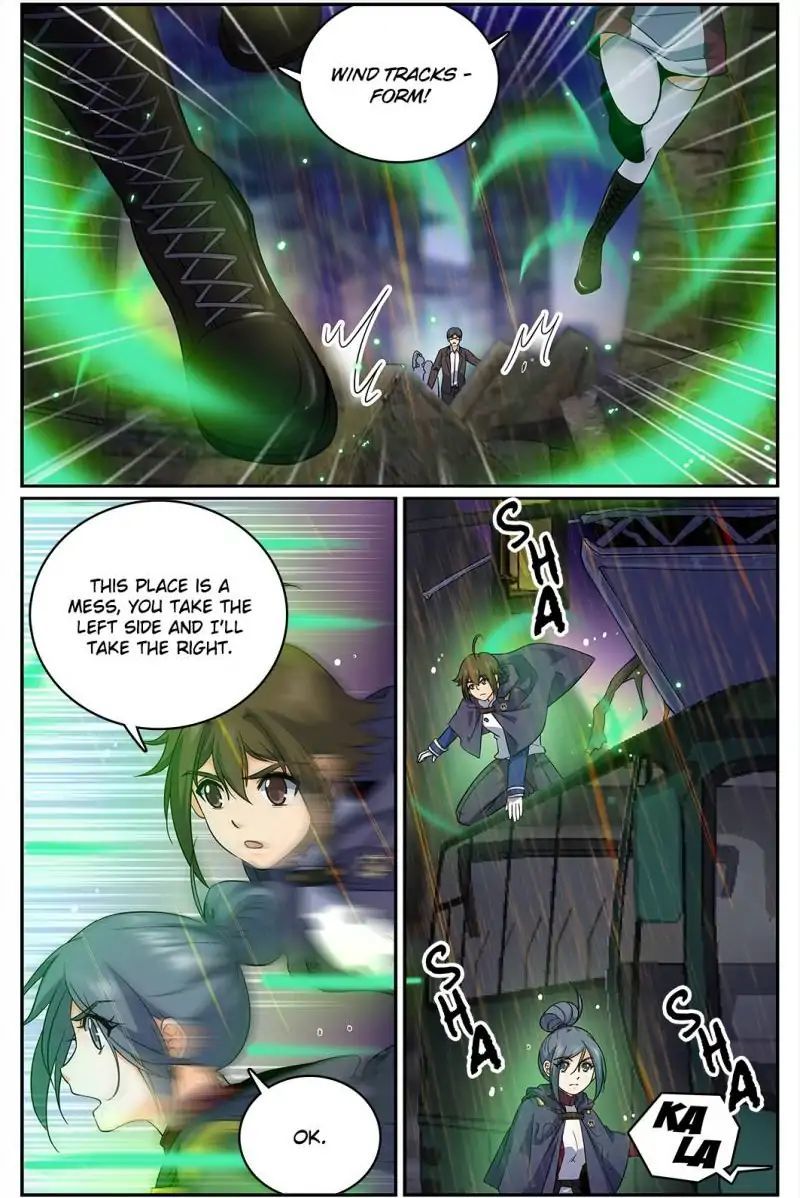 WIND TRACKS -
FORM!
THIS PLACE IS A
MESS, YOU TAKE THE
LEFT SIDE AND I'LL
TAKE THE RIGHT.
OK.
SHA
SHA
SHA
KA
LA